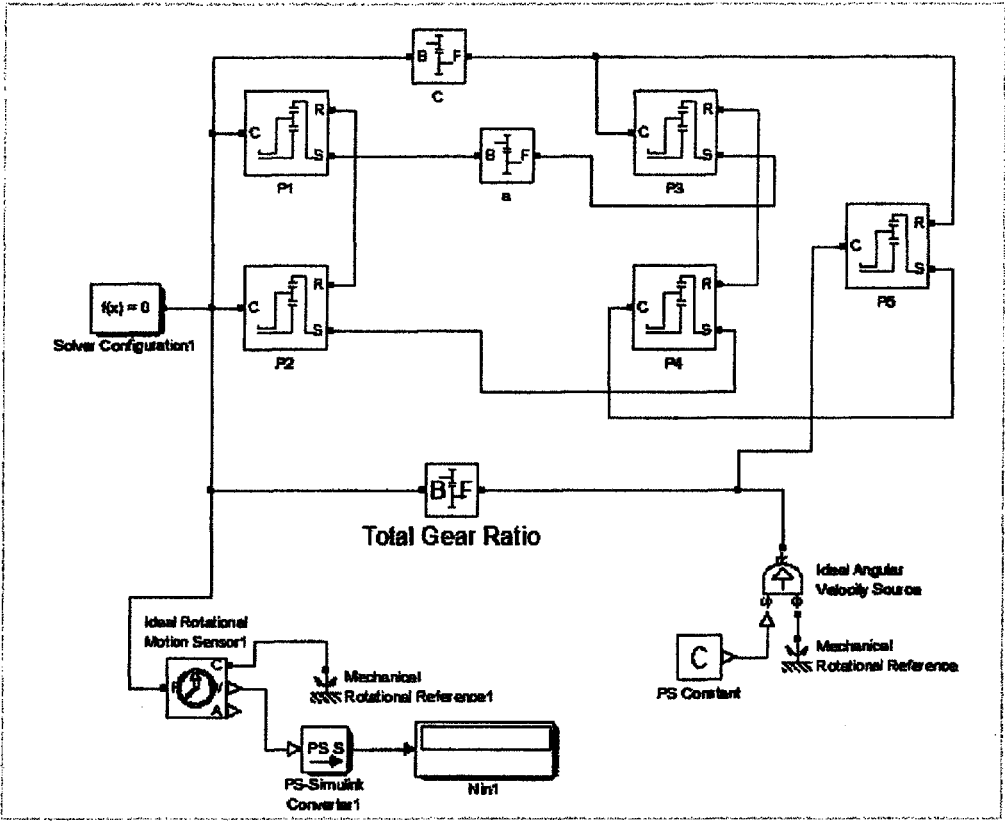 B F
C
C R S
P1
B F
a
C R S
P3
C R S
P5
f(x) = 0
Solver Configuration1
C R S
P2
C R S
P4
B F
Total Gear Ratio
Ideal Angular
Velocity Source
R
S C
C
PS Constant
Mechanical
Rotational Reference
Ideal Rotational
Motion Sensor1
R C
W
A
Mechanical
Rotational Reference1
PS S
PS-Simulink
Converter1
Nin1